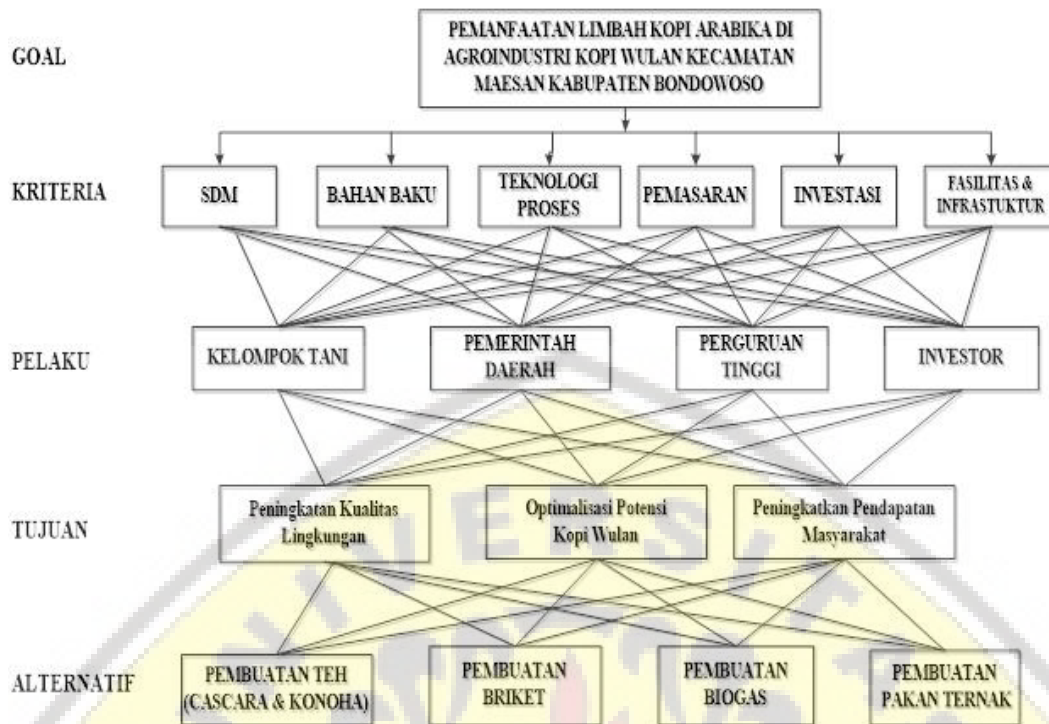 GOAL
PEMANFAATAN LIMBAH KOPI ARABIKA DI
AGROINDUSTRI KOPI WULAN KECAMATAN
MAESAN KABUPATEN BONDOWOSO
KRITERIA
SDM
BAHAN BAKU
TEKNOLOGI
PROSES
PEMASARAN
INVESTASI
FASILITAS &
INFRASTUKTUR
PELAKU
KELOMPOK TANI
PEMERINTAH
DAERAH
PERGURUAN
TINGGI
INVESTOR
TUJUAN
Peningkatan Kualitas
Lingkungan
Optimalisasi Potensi
Kopi Wulan
Peningkatkan Pendapatan
Masyarakat
ALTERNATIF
PEMBUATAN TEH
(CASCARA & KONOHA)
PEMBUATAN
BRIKET
PEMBUATAN
BIOGAS
PEMBUATAN
PAKAN TERNAK